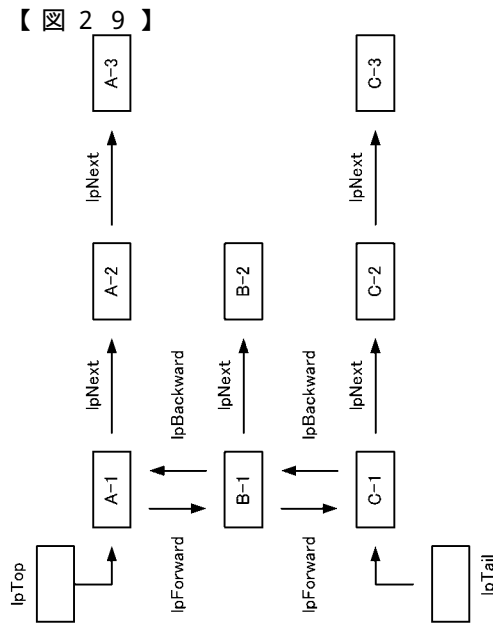 【図２９】
A-3
C-3
lpNext
lpNext
A-2
B-2
C-2
lpNext
lpBackward
lpNext
lpBackward
lpNext
A-1
B-1
C-1
lpTop
lpForward
lpForward
lpTail